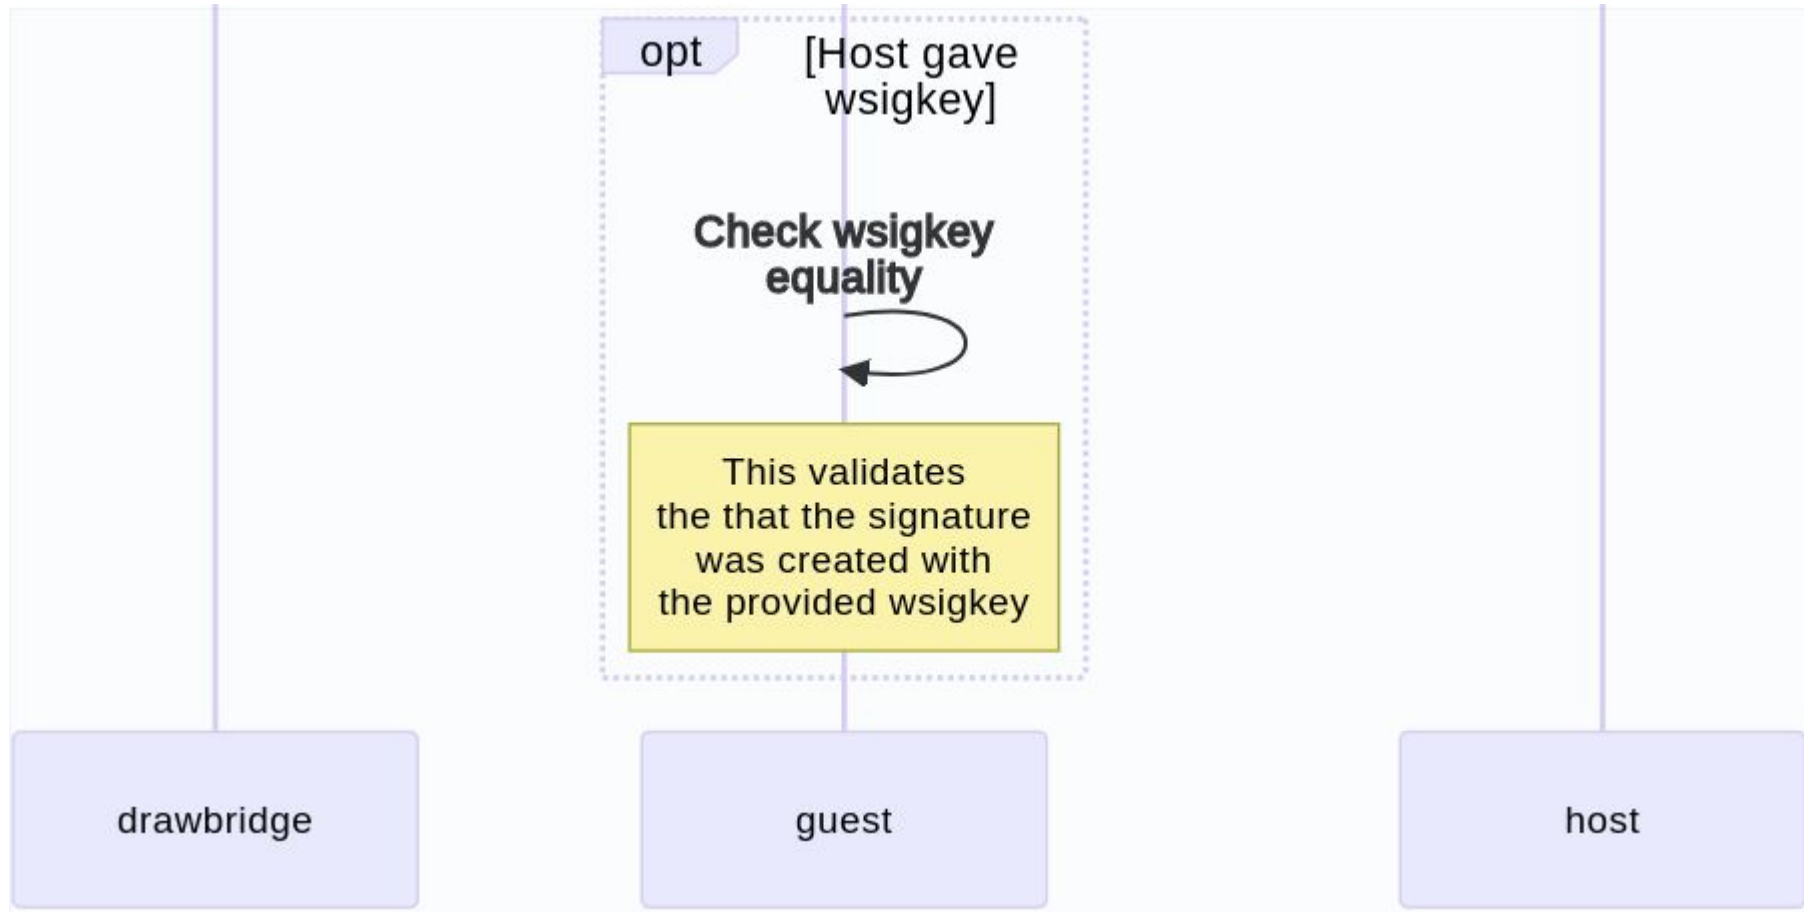 opt
[Host gave
wsigkey]
Check wsigkey
equality
This validates
the that the signature
was created with
the provided wsigkey
drawbridge
guest
host